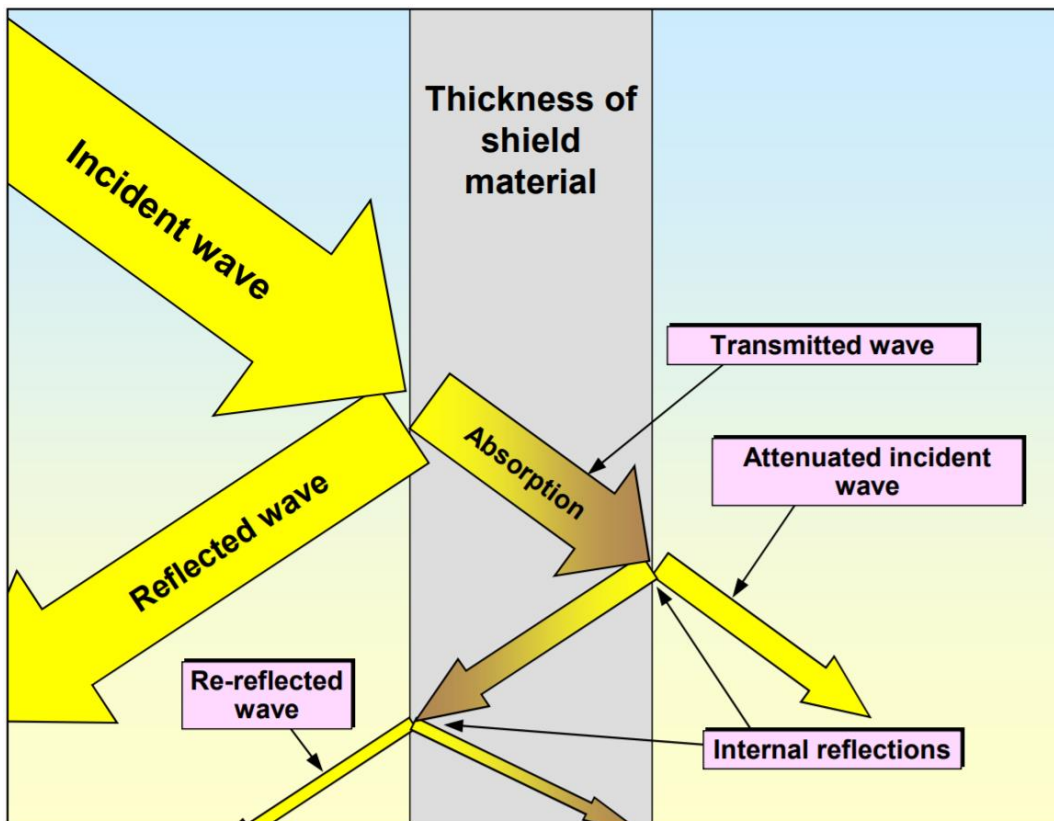 Thickness of
shield
material
Incident wave
Transmitted wave
Absorption
Attenuated incident
wave
Reflected wave
Re-reflected
wave
Internal reflections